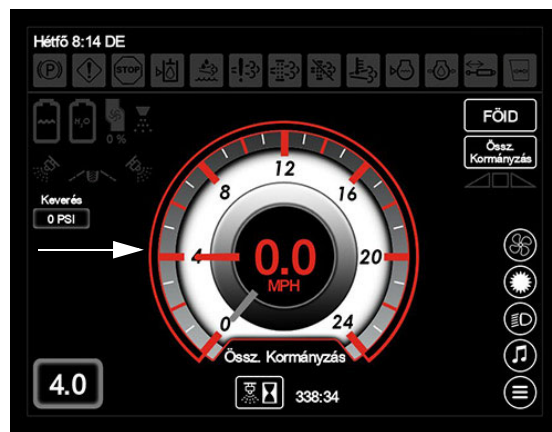 Hétfő 8:14 DE
(P)
STOP
H₂O
0 %
FÖID
Össz.
Kormányzás
Keverés
0 PSI
12
8
16
4
20
0.0
MPH
0
24
Össz. Kormányzás
4.0
338:34